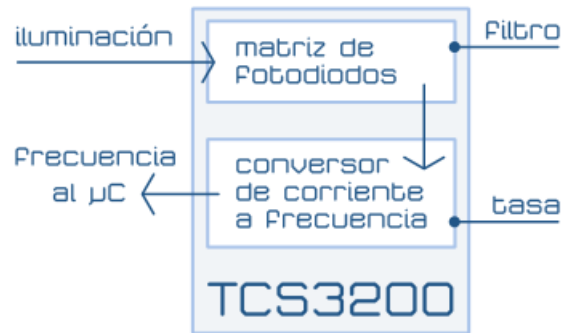 iluminación
matriz de
fotodiodos
filtro
frecuencia
al µC
conversor
de corriente
a frecuencia
tasa
TCS3200